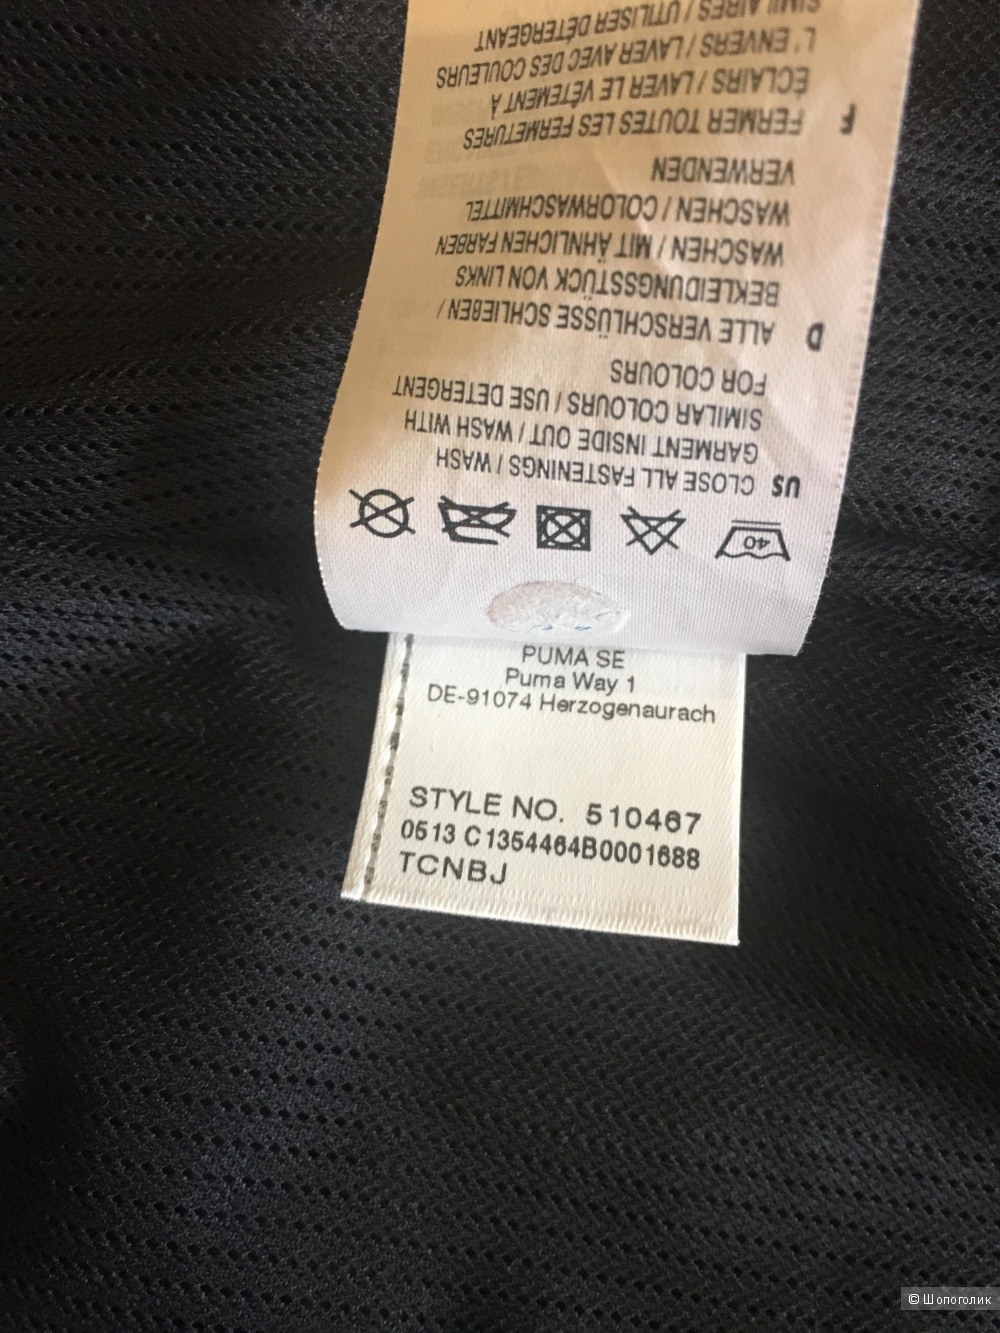 US CLOSE ALL FASTENINGS / WASH
GARMENT INSIDE OUT / WASH WITH
SIMILAR COLOURS / USE DETERGENT
FOR COLOURS
D ALLE VERSCHLÜSSE SCHLIEßEN /
BEKLEIDUNGSSTÜCK VON LINKS
WASCHEN / MIT ÄHNLICHEN FARBEN
WASCHEN / COLORWASCHMITTEL
VERWENDEN
F FERMER TOUTES LES FERMETURES
ÉCLAIRS / LAVER LE VÊTEMENT À
L'ENVERS / LAVER AVEC DES COULEURS
SIMILAIRES / UTILISER DÉTERGEANT
40
PUMA SE
Puma Way 1
DE-91074 Herzogenaurach
STYLE NO. 510467
0513 C1354464B0001688
TCNBJ
© Шопоголик